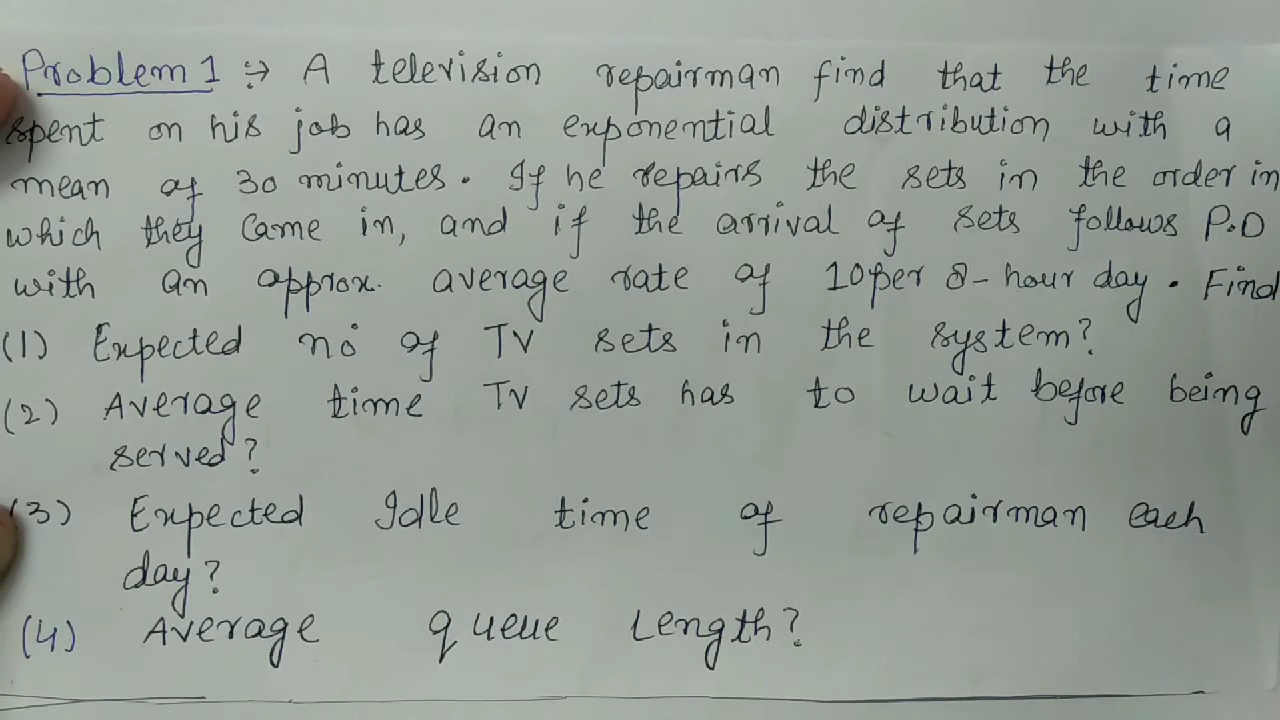 Problem 1 :→ A television repairman find that the time
spent on his job has an exponential distribution with a
mean of 30 minutes. If he repairs the sets in the order in
which they came in, and if the arrival of sets follows P.D
with an approx. average rate of 10 per 8-hour day. Find
(1) Expected no of TV sets in the system?
(2) Average time TV sets has to wait before being
served?
(3) Expected Idle time of repairman each
day?
(4) Average queue Length?